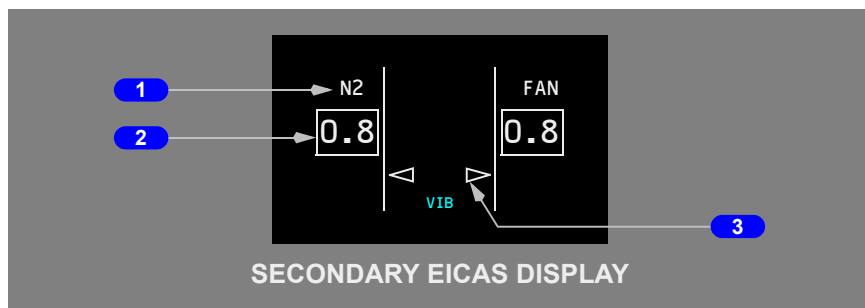 1
N2
FAN
2
0.8
0.8
VIB
3
SECONDARY EICAS DISPLAY